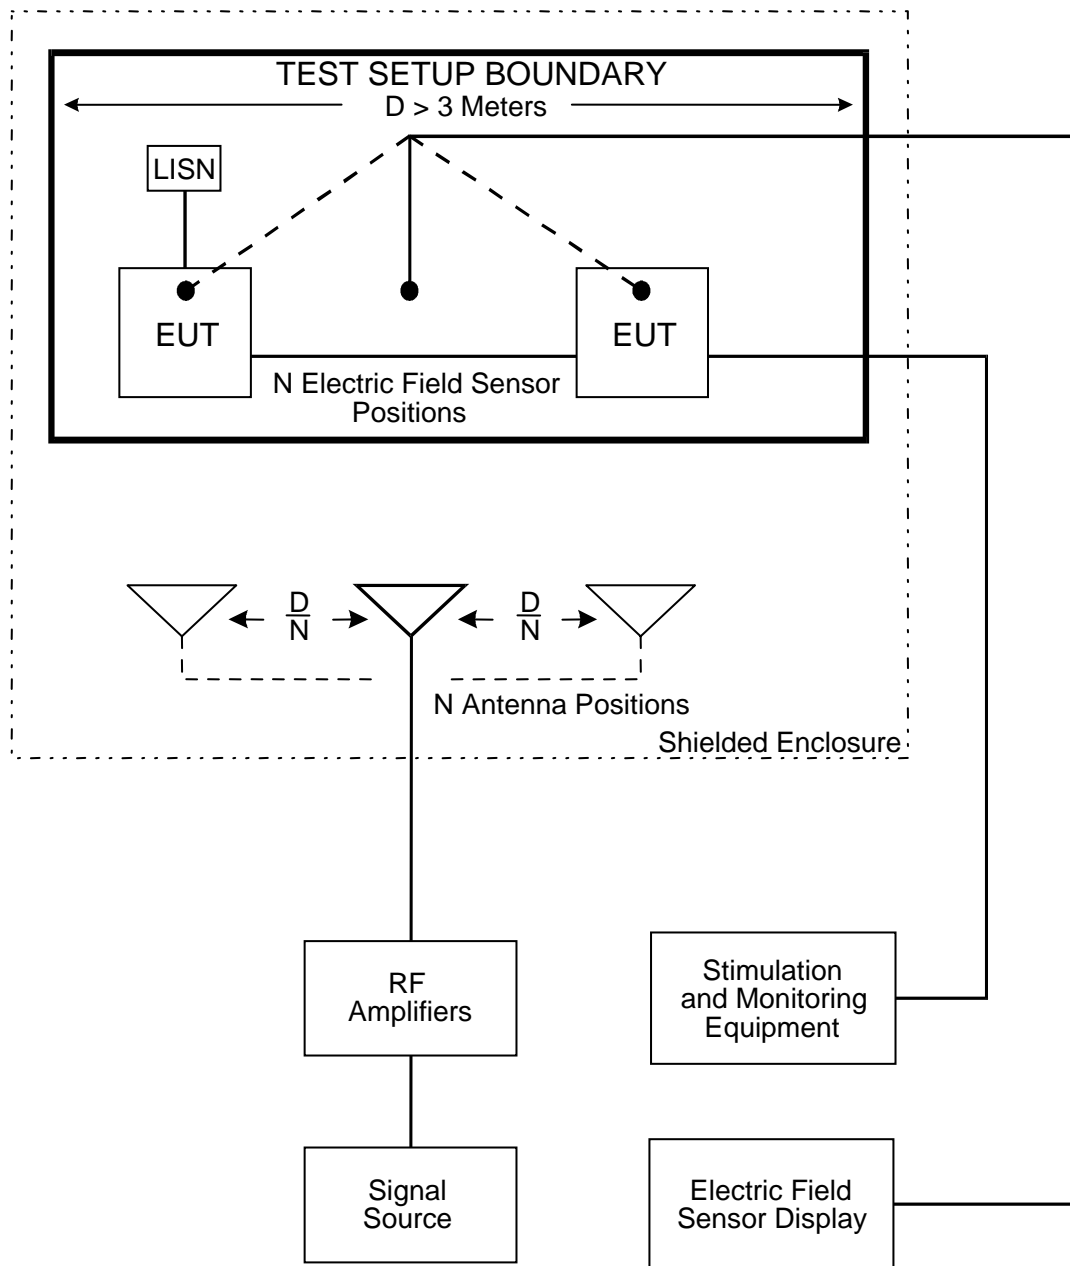 TEST SETUP BOUNDARY
D > 3 Meters
LISN
EUT
EUT
N Electric Field Sensor
Positions
D
N
D
N
N Antenna Positions
Shielded Enclosure
RF
Amplifiers
Stimulation
and Monitoring
Equipment
Signal
Source
Electric Field
Sensor Display